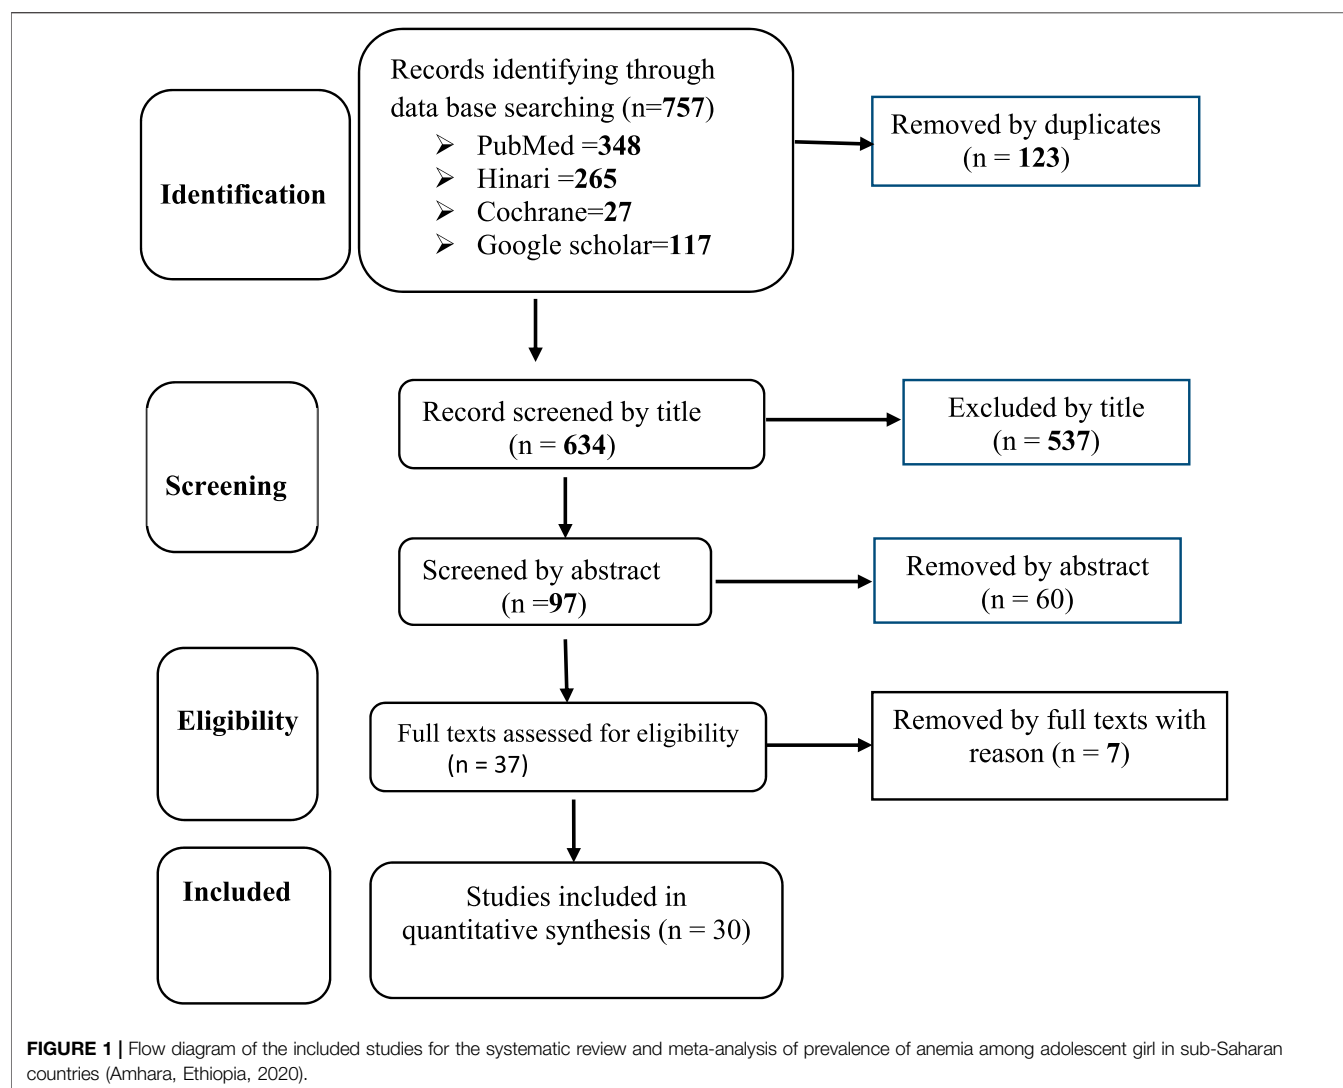 Identification
Records identifying through
data base searching (n=757)
➢ PubMed =348
➢ Hinari =265
➢ Cochrane=27
➢ Google scholar=117
Removed by duplicates
(n = 123)
Screening
Record screened by title
(n = 634)
Excluded by title
(n = 537)
Screened by abstract
(n =97)
Removed by abstract
(n = 60)
Eligibility
Full texts assessed for eligibility
(n = 37)
Removed by full texts with
reason (n = 7)
Included
Studies included in
quantitative synthesis (n = 30)
FIGURE 1 | Flow diagram of the included studies for the systematic review and meta-analysis of prevalence of anemia among adolescent girl in sub-Saharan
countries (Amhara, Ethiopia, 2020).